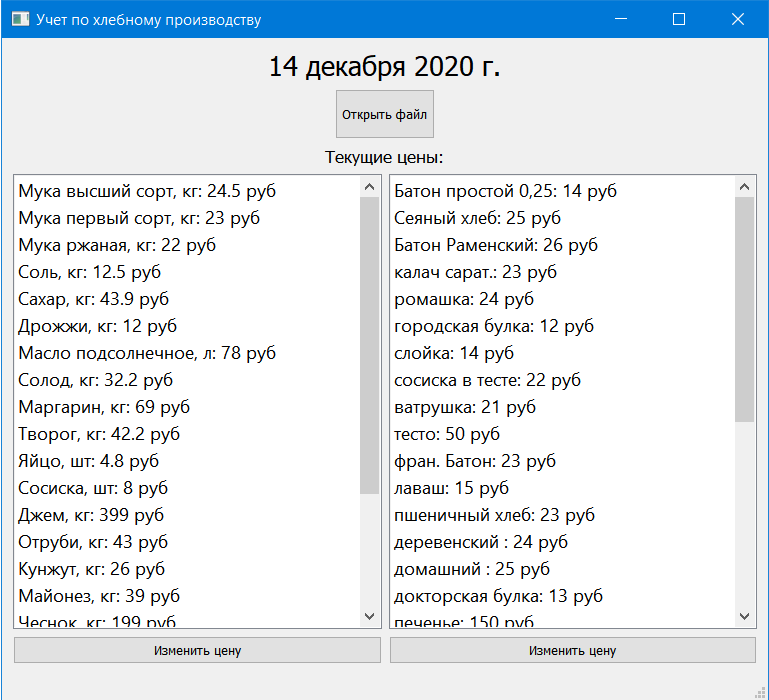 Учет по хлебному производству
14 декабря 2020 г.
Открыть файл
Текущие цены:
Мука высший сорт, кг: 24.5 руб
Мука первый сорт, кг: 23 руб
Мука ржаная, кг: 22 руб
Соль, кг: 12.5 руб
Сахар, кг: 43.9 руб
Дрожжи, кг: 12 руб
Масло подсолнечное, л: 78 руб
Солод, кг: 32.2 руб
Маргарин, кг: 69 руб
Творог, кг: 42.2 руб
Яйцо, шт: 4.8 руб
Сосиска, шт: 8 руб
Джем, кг: 399 руб
Отруби, кг: 43 руб
Кунжут, кг: 26 руб
Майонез, кг: 39 руб
Чеснок, кг: 199 руб
Изменить цену
Батон простой 0,25: 14 руб
Сеяный хлеб: 25 руб
Батон Раменский: 26 руб
калач сарат.: 23 руб
ромашка: 24 руб
городская булка: 12 руб
слойка: 14 руб
сосиска в тесте: 22 руб
ватрушка: 21 руб
тесто: 50 руб
фран. Батон: 23 руб
лаваш: 15 руб
пшеничный хлеб: 23 руб
деревенский : 24 руб
домашний : 25 руб
докторская булка: 13 руб
печенье: 150 руб
Изменить цену